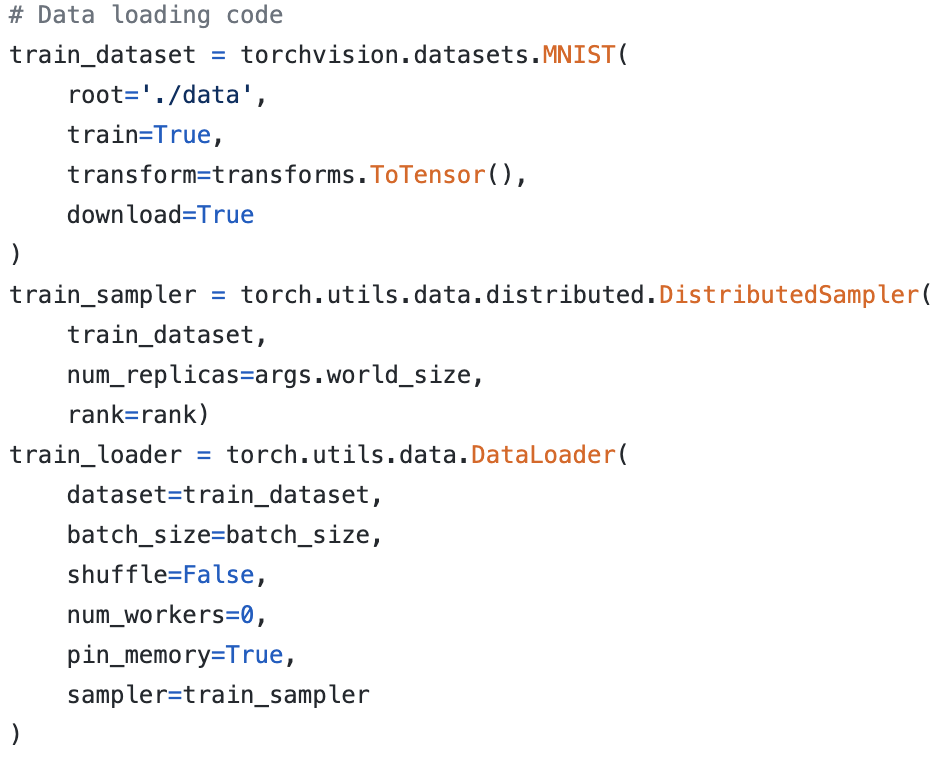 # Data loading code
train_dataset = torchvision.datasets.MNIST(
    root='./data',
    train=True,
    transform=transforms.ToTensor(),
    download=True
)
train_sampler = torch.utils.data.distributed.DistributedSampler(
    train_dataset,
    num_replicas=args.world_size,
    rank=rank)
train_loader = torch.utils.data.DataLoader(
    dataset=train_dataset,
    batch_size=batch_size,
    shuffle=False,
    num_workers=0,
    pin_memory=True,
    sampler=train_sampler
)